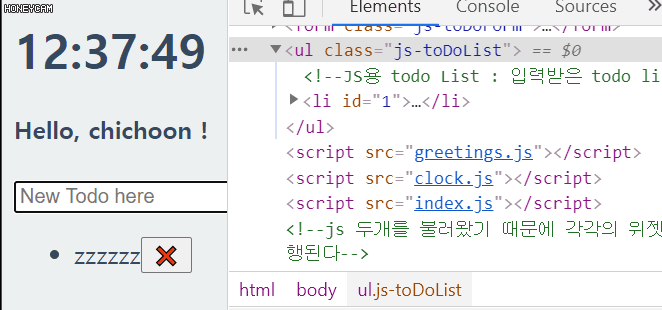 HONEYCAM
12:37:49
Hello, chichoon !
New Todo here
zzzzzz
Elements Console Sources
<form class="js-toDoForm">…</form>
<ul class="js-toDoList"> == $0
<!--JS용 todo List : 입력받은 todo li
<li id="1">…</li>
</ul>
<script src="greetings.js"></script>
<script src="clock.js"></script>
<script src="index.js"></script>
<!--js 두개를 불러왔기 때문에 각각의 위젯
행된다-->
html body ul.js-toDoList